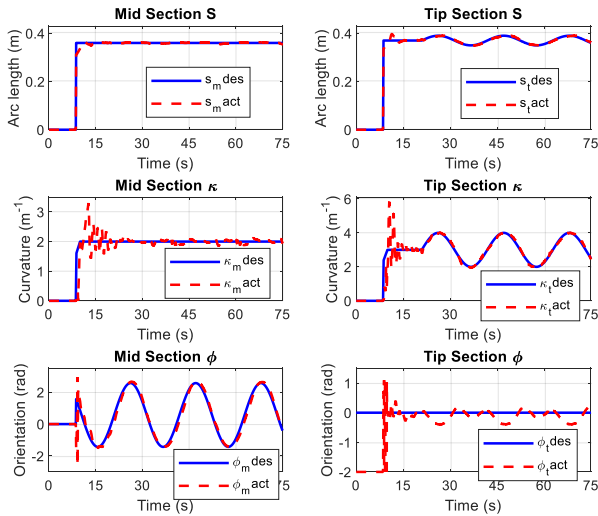 Mid Section S
Tip Section S
Arc length (m)
0.4
0.2
0
s_m des
s_m act
0 15 30 45 60 75
Time (s)
Arc length (m)
0.4
0.2
0
s_t des
s_t act
0 15 30 45 60 75
Time (s)
Mid Section κ
Tip Section κ
Curvature (m⁻¹)
3
2
1
0
κ_m des
κ_m act
0 15 30 45 60 75
Time (s)
Curvature (m⁻¹)
6
4
2
0
κ_t des
κ_t act
0 15 30 45 60 75
Time (s)
Mid Section ϕ
Tip Section ϕ
Orientation (rad)
2
0
-2
ϕ_m des
ϕ_m act
0 15 30 45 60 75
Time (s)
Orientation (rad)
1
0
-1
-2
ϕ_t des
ϕ_t act
0 15 30 45 60 75
Time (s)